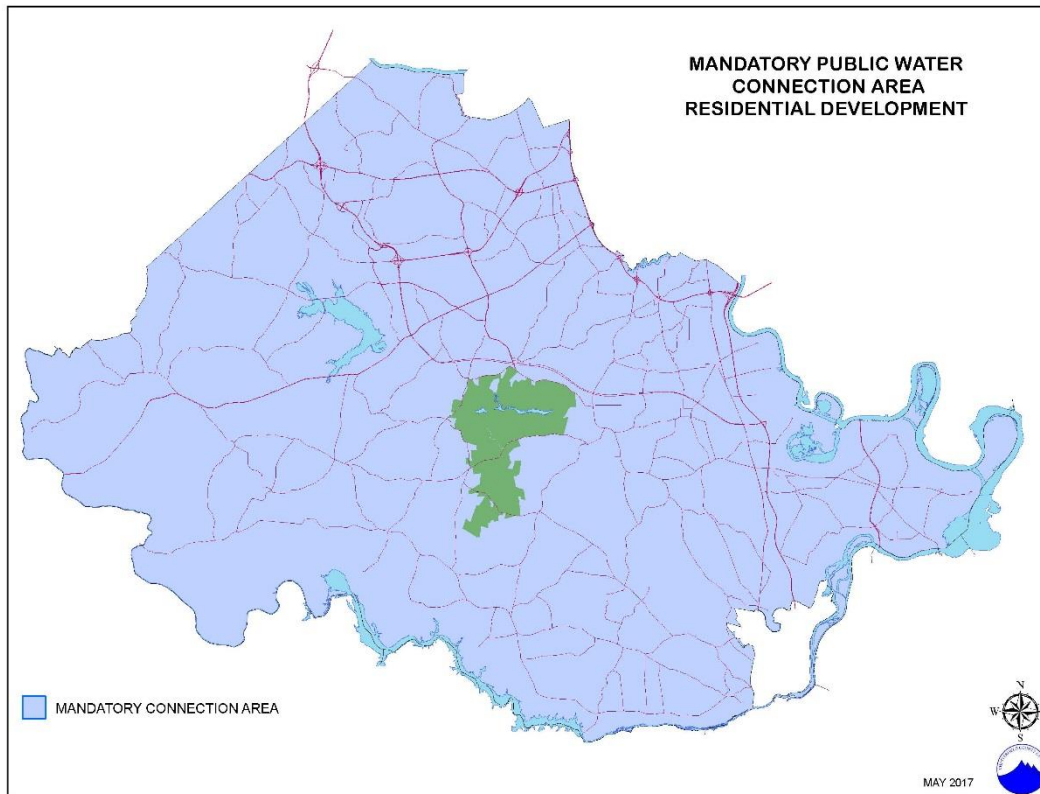 MANDATORY PUBLIC WATER
CONNECTION AREA
RESIDENTIAL DEVELOPMENT
MANDATORY CONNECTION AREA
N
W
S
MAY 2017